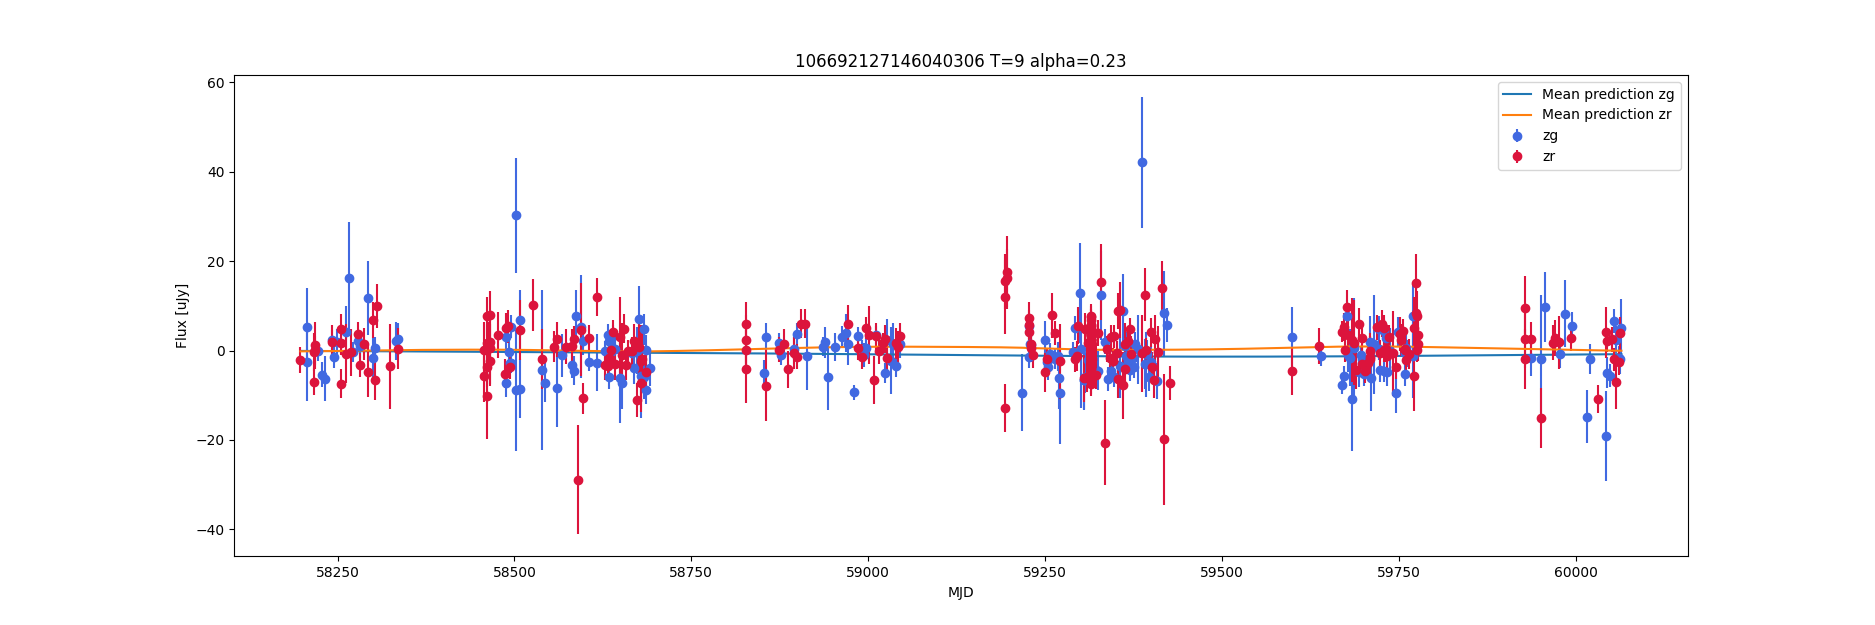 106692127146040306 T=9 alpha=0.23
Flux [uJy]
60
40
20
0
−20
−40
Mean prediction zg
Mean prediction zr
zg
zr
58250 58500 58750 59000 59250 59500 59750 60000
MJD